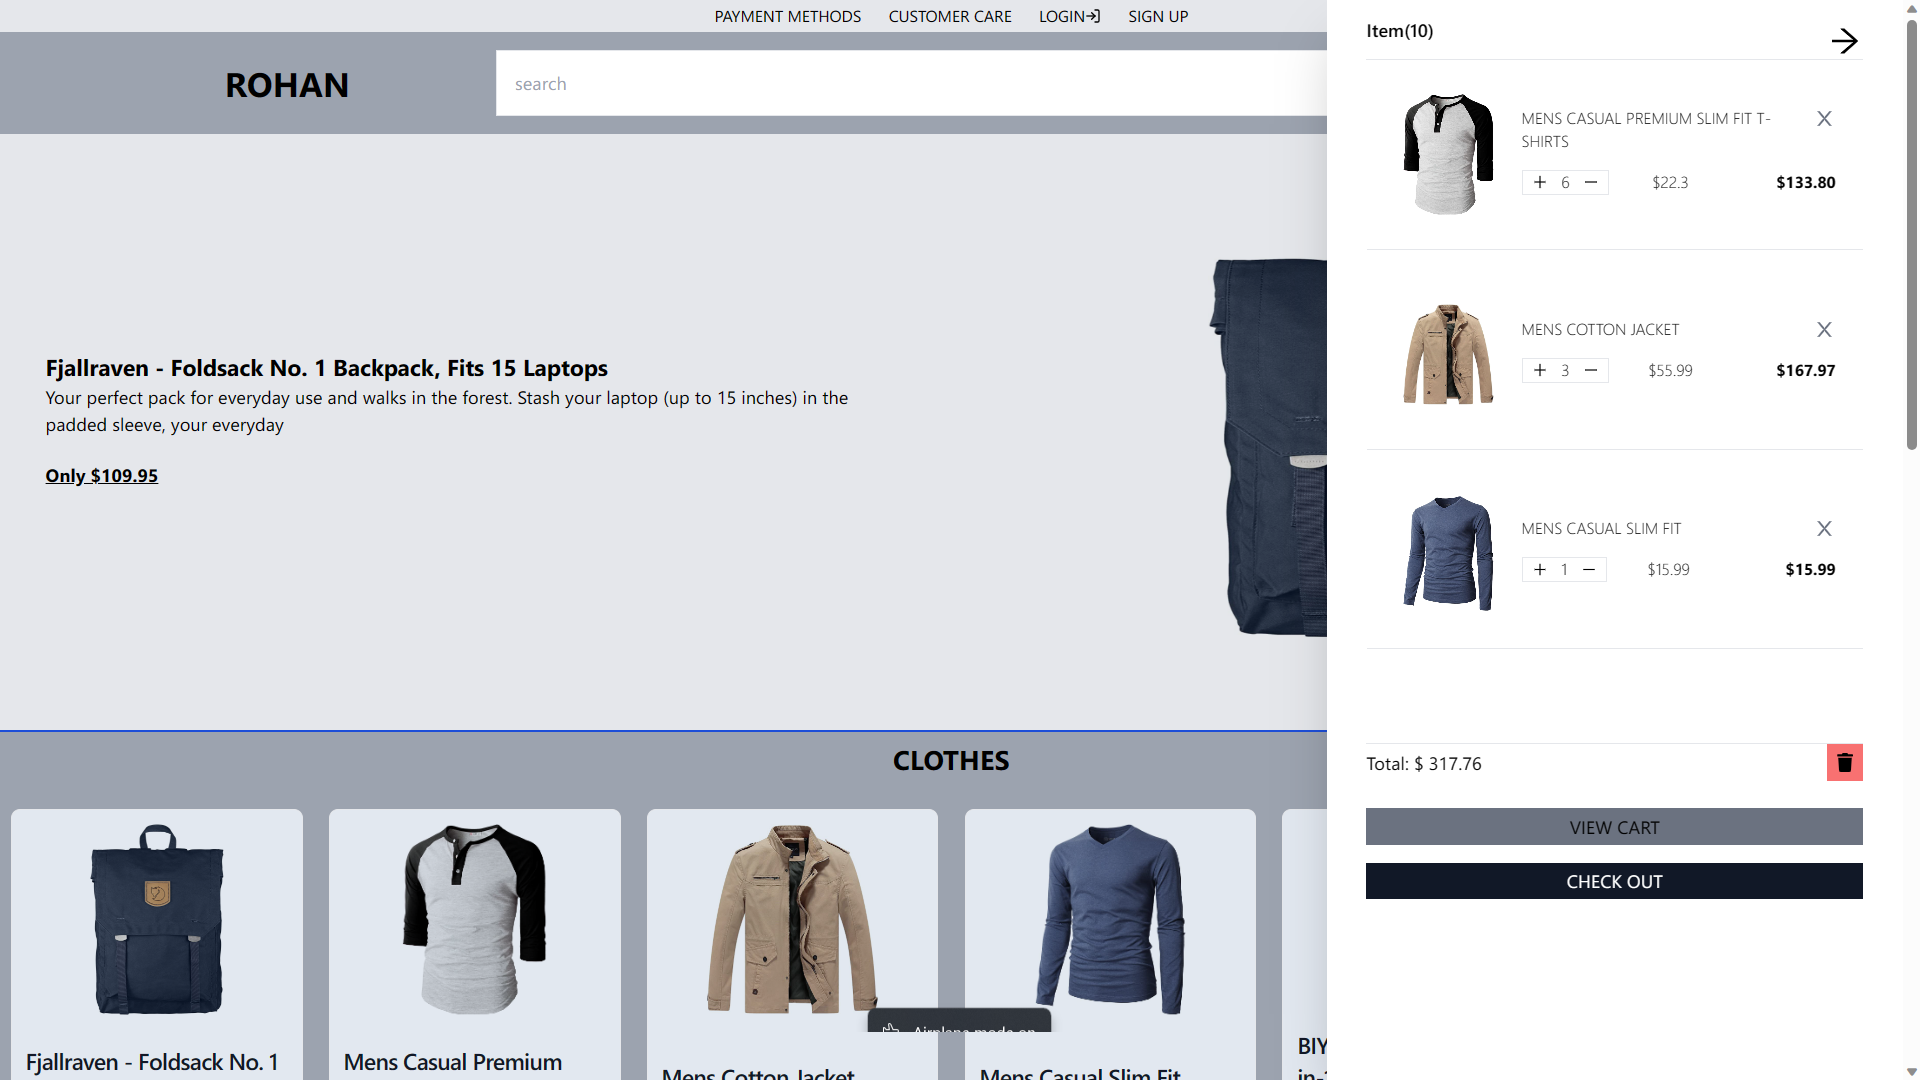 PAYMENT METHODS CUSTOMER CARE LOGIN SIGN UP
ROHAN
search
Fjallraven - Foldsack No. 1 Backpack, Fits 15 Laptops
Your perfect pack for everyday use and walks in the forest. Stash your laptop (up to 15 inches) in the
padded sleeve, your everyday
Only $109.95
CLOTHES
Fjallraven - Foldsack No. 1
Mens Casual Premium
Mens Cotton Jacket
Mens Casual Slim Fit
BIY
in-
Airplane mode on
Item(10)
MENS CASUAL PREMIUM SLIM FIT T-
SHIRTS
X
+ 6 − $22.3 $133.80
MENS COTTON JACKET X
+ 3 − $55.99 $167.97
MENS CASUAL SLIM FIT X
+ 1 − $15.99 $15.99
Total: $ 317.76
VIEW CART
CHECK OUT